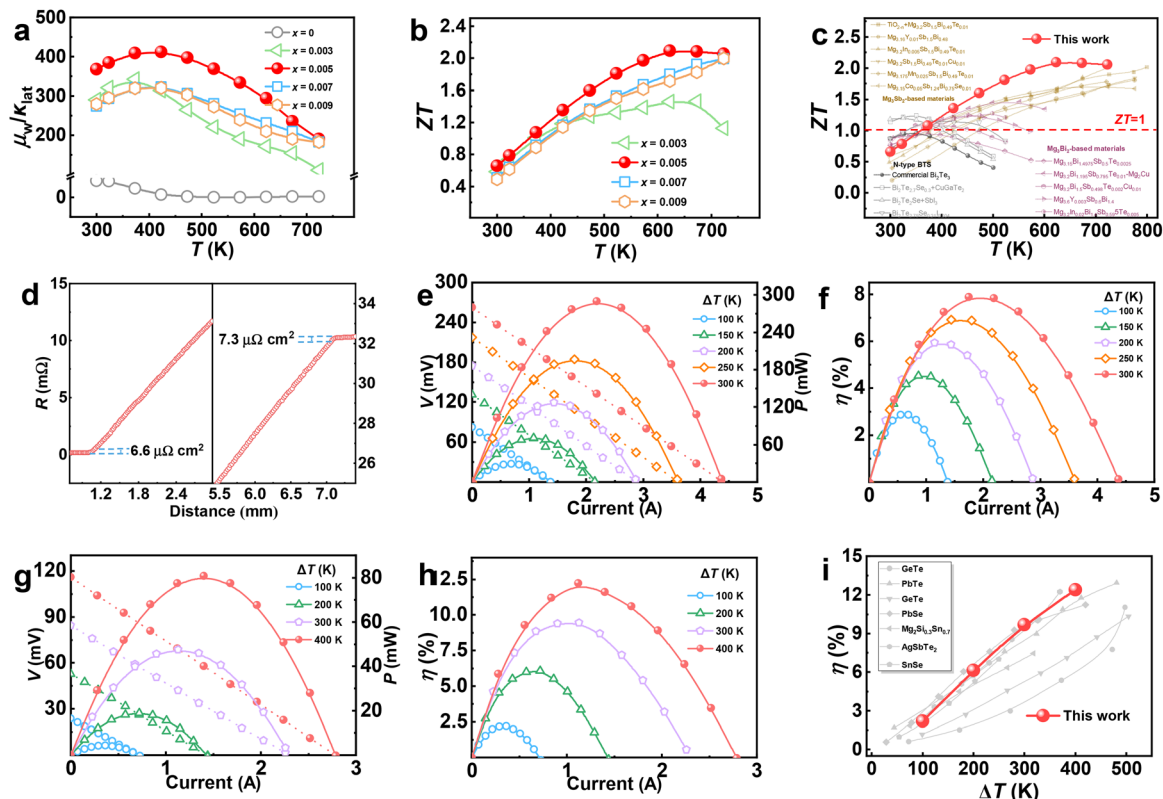 a
μw/κlat
400
300
200
0
x = 0
x = 0.003
x = 0.005
x = 0.007
x = 0.009
300 400 500 600 700
T (K)
b
ZT
2.4
2.0
1.6
1.2
0.8
0.4
x = 0.003
x = 0.005
x = 0.007
x = 0.009
300 400 500 600 700 800
T (K)
c
ZT
2.5
2.0
1.5
1.0
0.5
0.0
This work
Mg3Sb2-based materials
ZT=1
Mg3Bi2-based materials
N-type BTS
Commercial Bi2Te3
300 400 500 600 700 800
T (K)
d
R (mΩ)
15
10
5
0
34
32
30
28
26
7.3 μΩ cm2
6.6 μΩ cm2
1.2 1.8 2.4 5.5 6.0 6.5 7.0
Distance (mm)
e
V (mV)
300
240
180
120
60
P (mW)
290
230
170
120
60
ΔT (K)
100 K
150 K
200 K
250 K
300 K
0 1 2 3 4 5
Current (A)
f
η (%)
8
6
4
2
ΔT (K)
100 K
150 K
200 K
250 K
300 K
0 1 2 3 4 5
Current (A)
g
V (mV)
120
90
60
30
P (mW)
80
60
40
20
ΔT (K)
100 K
200 K
300 K
400 K
0 1 2 3
Current (A)
h
η (%)
12.5
10.0
7.5
5.0
2.5
ΔT (K)
100 K
200 K
300 K
400 K
0 1 2 3
Current (A)
i
η (%)
15
12
9
6
3
0
GeTe
PbTe
GeTe
PbSe
Mg2Si0.3Sn0.7
AgSbTe2
SnSe
This work
0 100 200 300 400 500
ΔT (K)